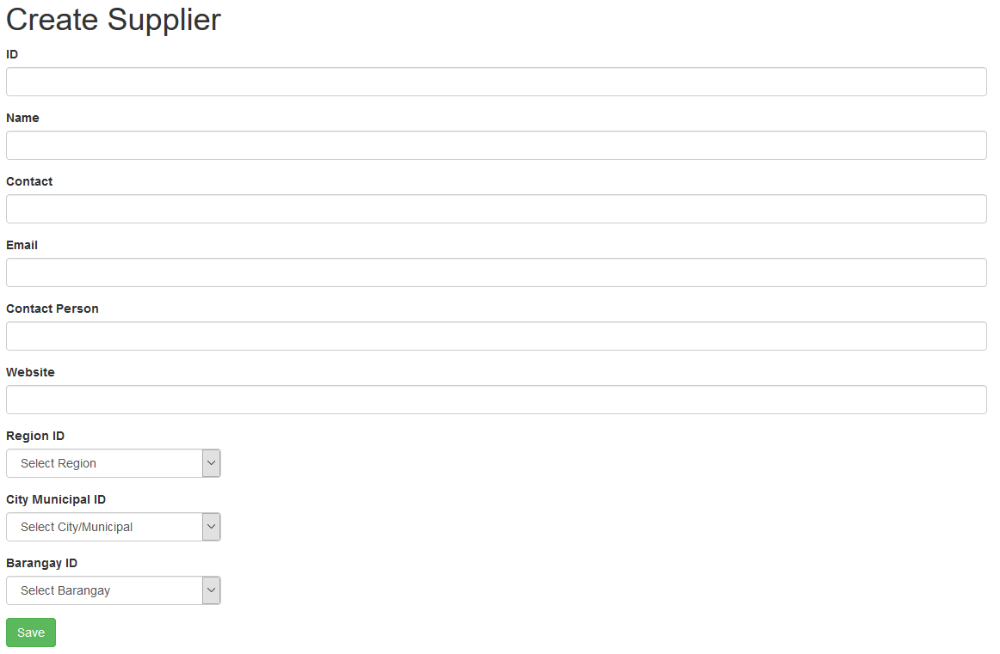 Create Supplier
ID
Name
Contact
Email
Contact Person
Website
Region ID
Select Region
City Municipal ID
Select City/Municipal
Barangay ID
Select Barangay
Save